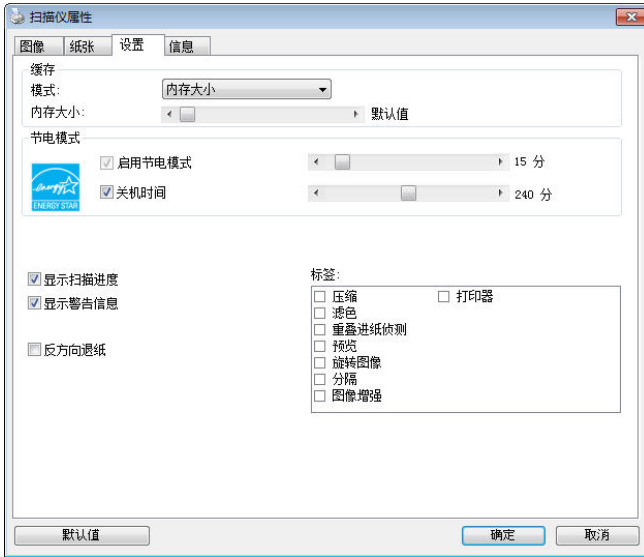 扫描仪属性
图像 纸张 设置 信息
缓存
模式: 内存大小
内存大小: 默认值
节电模式
energy
ENERGY STAR
启用节电模式 15 分
关机时间 240 分
显示扫描进度
显示警告信息
反方向退纸
标签:
压缩 打印器
滤色
重叠进纸侦测
预览
旋转图像
分隔
图像增强
默认值 确定 取消